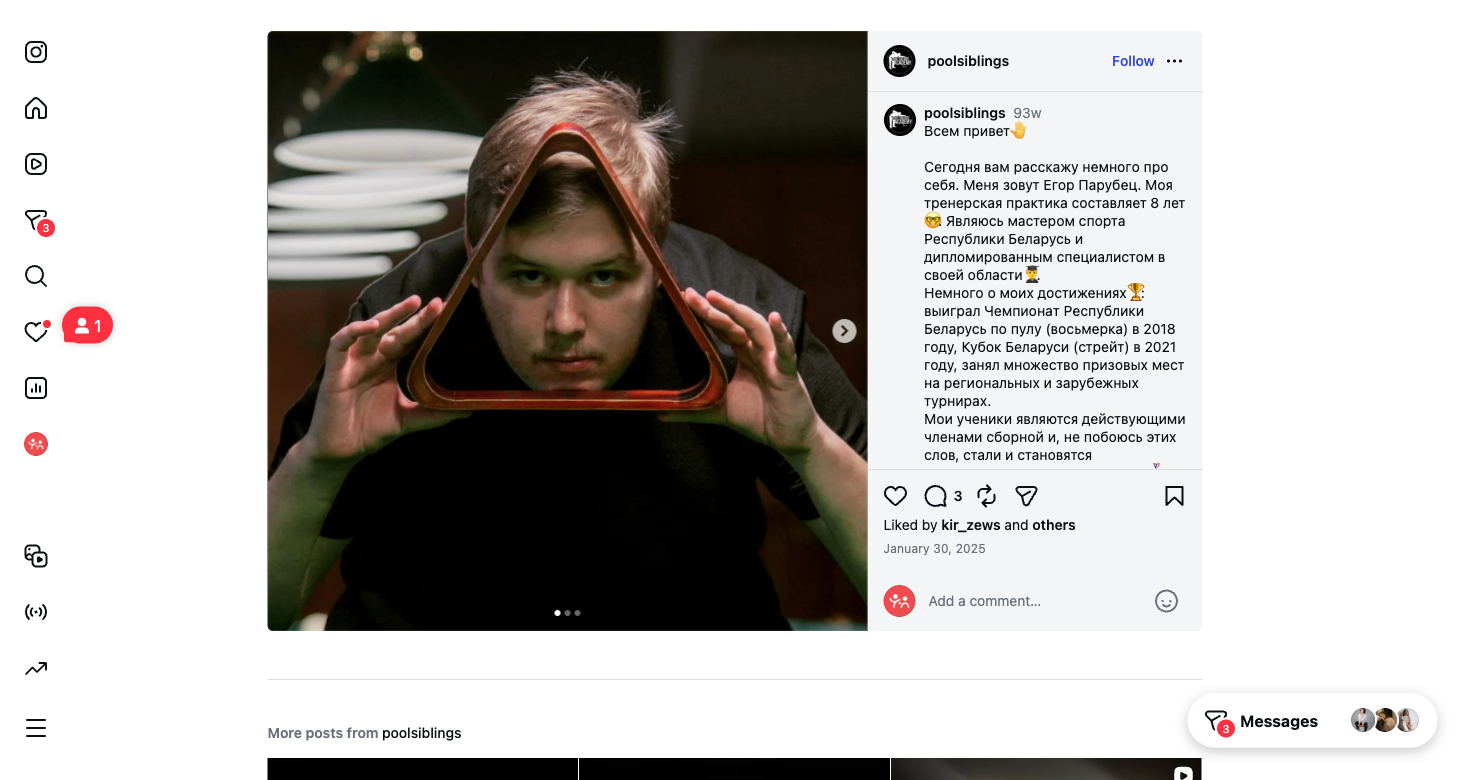 3
1
poolsiblings
Follow
poolsiblings 93w
Всем привет🤚
Сегодня вам расскажу немного про
себя. Меня зовут Егор Парубец. Моя
тренерская практика составляет 8 лет
🤓. Являюсь мастером спорта
Республики Беларусь и
дипломированным специалистом в
своей области👨‍🎓.
Немного о моих достижениях🏆:
выиграл Чемпионат Республики
Беларусь по пулу (восьмерка) в 2018
году, Кубок Беларуси (стрейт) в 2021
году, занял множество призовых мест
на региональных и зарубежных
турнирах.
Мои ученики являются действующими
членами сборной и, не побоюсь этих
слов, стали и становятся
3
Liked by kir_zews and others
January 30, 2025
Add a comment...
More posts from poolsiblings
3
Messages